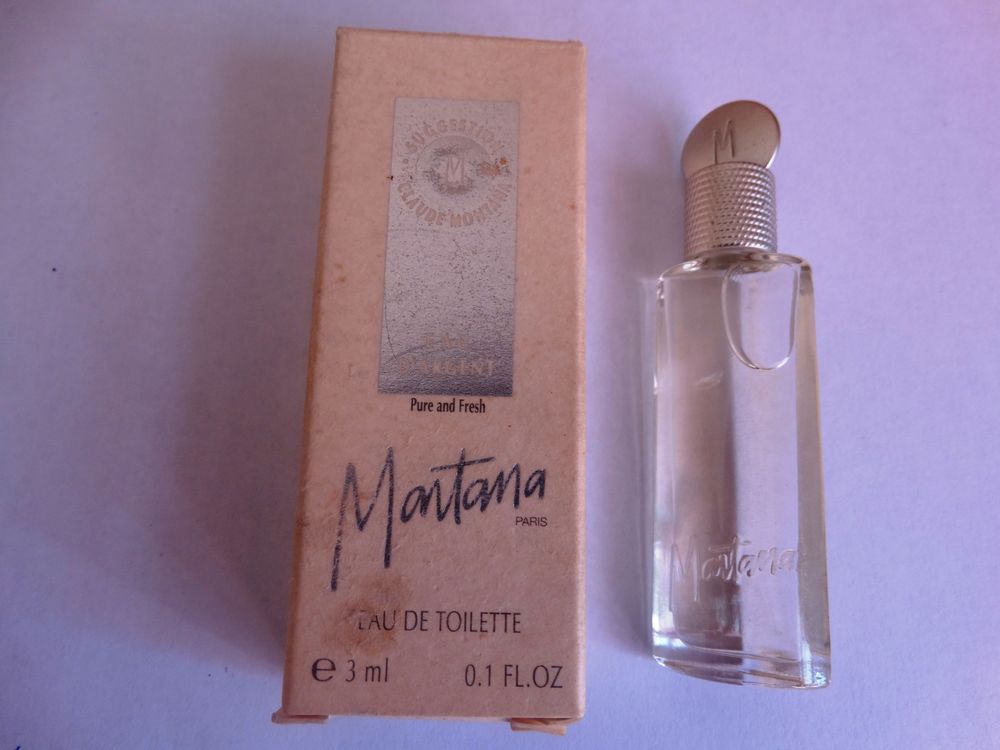 SUGGESTION
M
CLAUDE MONTANA
EAU
D'ARGENT
Pure and Fresh
Montana
PARIS
EAU DE TOILETTE
e 3 ml 0.1 FL.OZ
M
Montana